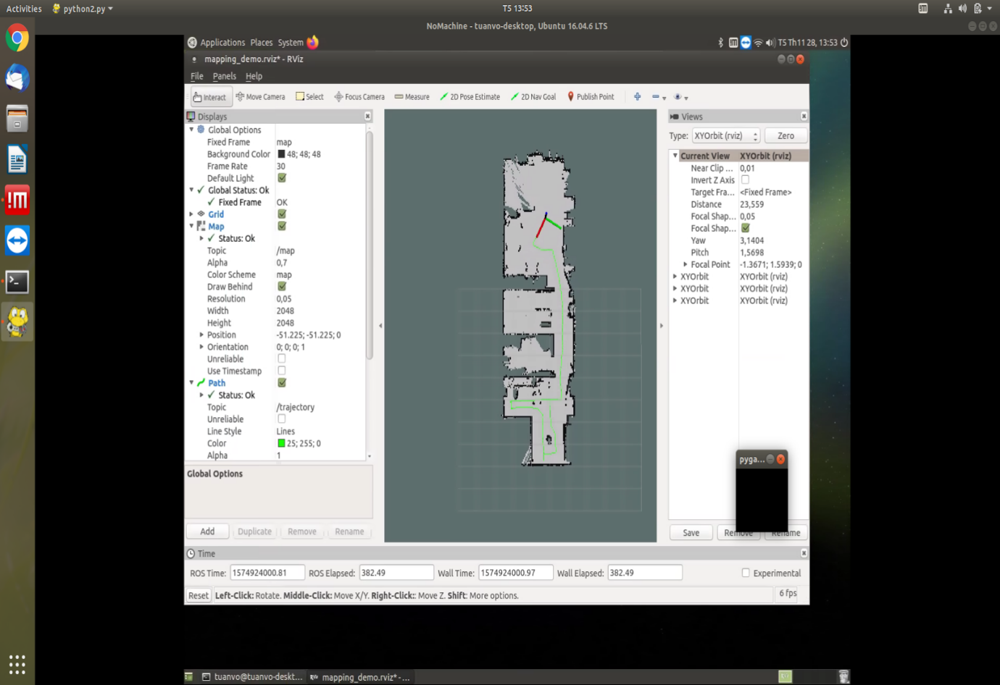 Activities python2.py T5 13:53
NoMachine - tuanvo-desktop, Ubuntu 16.04.6 LTS
Applications Places System T5 Th11 28, 13:53
mapping_demo.rviz* - RViz
File Panels Help
Interact Move Camera Select Focus Camera Measure 2D Pose Estimate 2D Nav Goal Publish Point
Displays
Global Options
Fixed Frame map
Background Color 48; 48; 48
Frame Rate 30
Default Light
Global Status: Ok
Fixed Frame OK
Grid
Map
Status: Ok
Topic /map
Alpha 0,7
Color Scheme map
Draw Behind
Resolution 0,05
Width 2048
Height 2048
Position -51.225; -51.225; 0
Orientation 0; 0; 0; 1
Unreliable
Use Timestamp
Path
Status: Ok
Topic /trajectory
Unreliable
Line Style Lines
Color 25; 255; 0
Alpha 1
Global Options
Add Duplicate Remove Rename
Views
Type: XYOrbit (rviz) Zero
Current View XYOrbit (rviz)
Near Clip ... 0,01
Invert Z Axis
Target Fra... <Fixed Frame>
Distance 23,559
Focal Shap... 0,05
Focal Shap...
Yaw 3,1404
Pitch 1,5698
Focal Point -1.3671; 1.5939; 0
XYOrbit XYOrbit (rviz)
XYOrbit XYOrbit (rviz)
XYOrbit XYOrbit (rviz)
pyga...
Save Remove Rename
Time
ROS Time: 1574924000.81 ROS Elapsed: 382.49 Wall Time: 1574924000.97 Wall Elapsed: 382.49 Experimental
Reset Left-Click: Rotate. Middle-Click: Move X/Y. Right-Click:: Move Z. Shift: More options. 6 fps
tuanvo@tuanvo-deskt... mapping_demo.rviz* -...